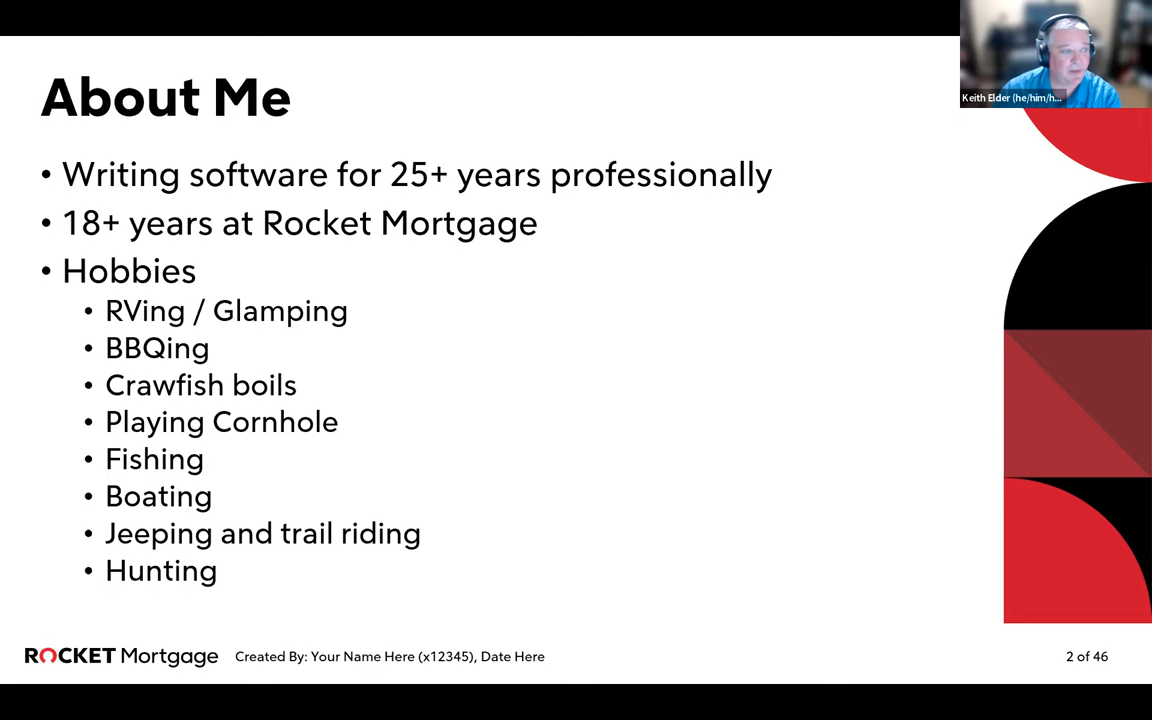 Keith Elder (he/him/h...
About Me
• Writing software for 25+ years professionally
• 18+ years at Rocket Mortgage
• Hobbies
• RVing / Glamping
• BBQing
• Crawfish boils
• Playing Cornhole
• Fishing
• Boating
• Jeeping and trail riding
• Hunting
ROCKET Mortgage Created By: Your Name Here (x12345), Date Here 2 of 46